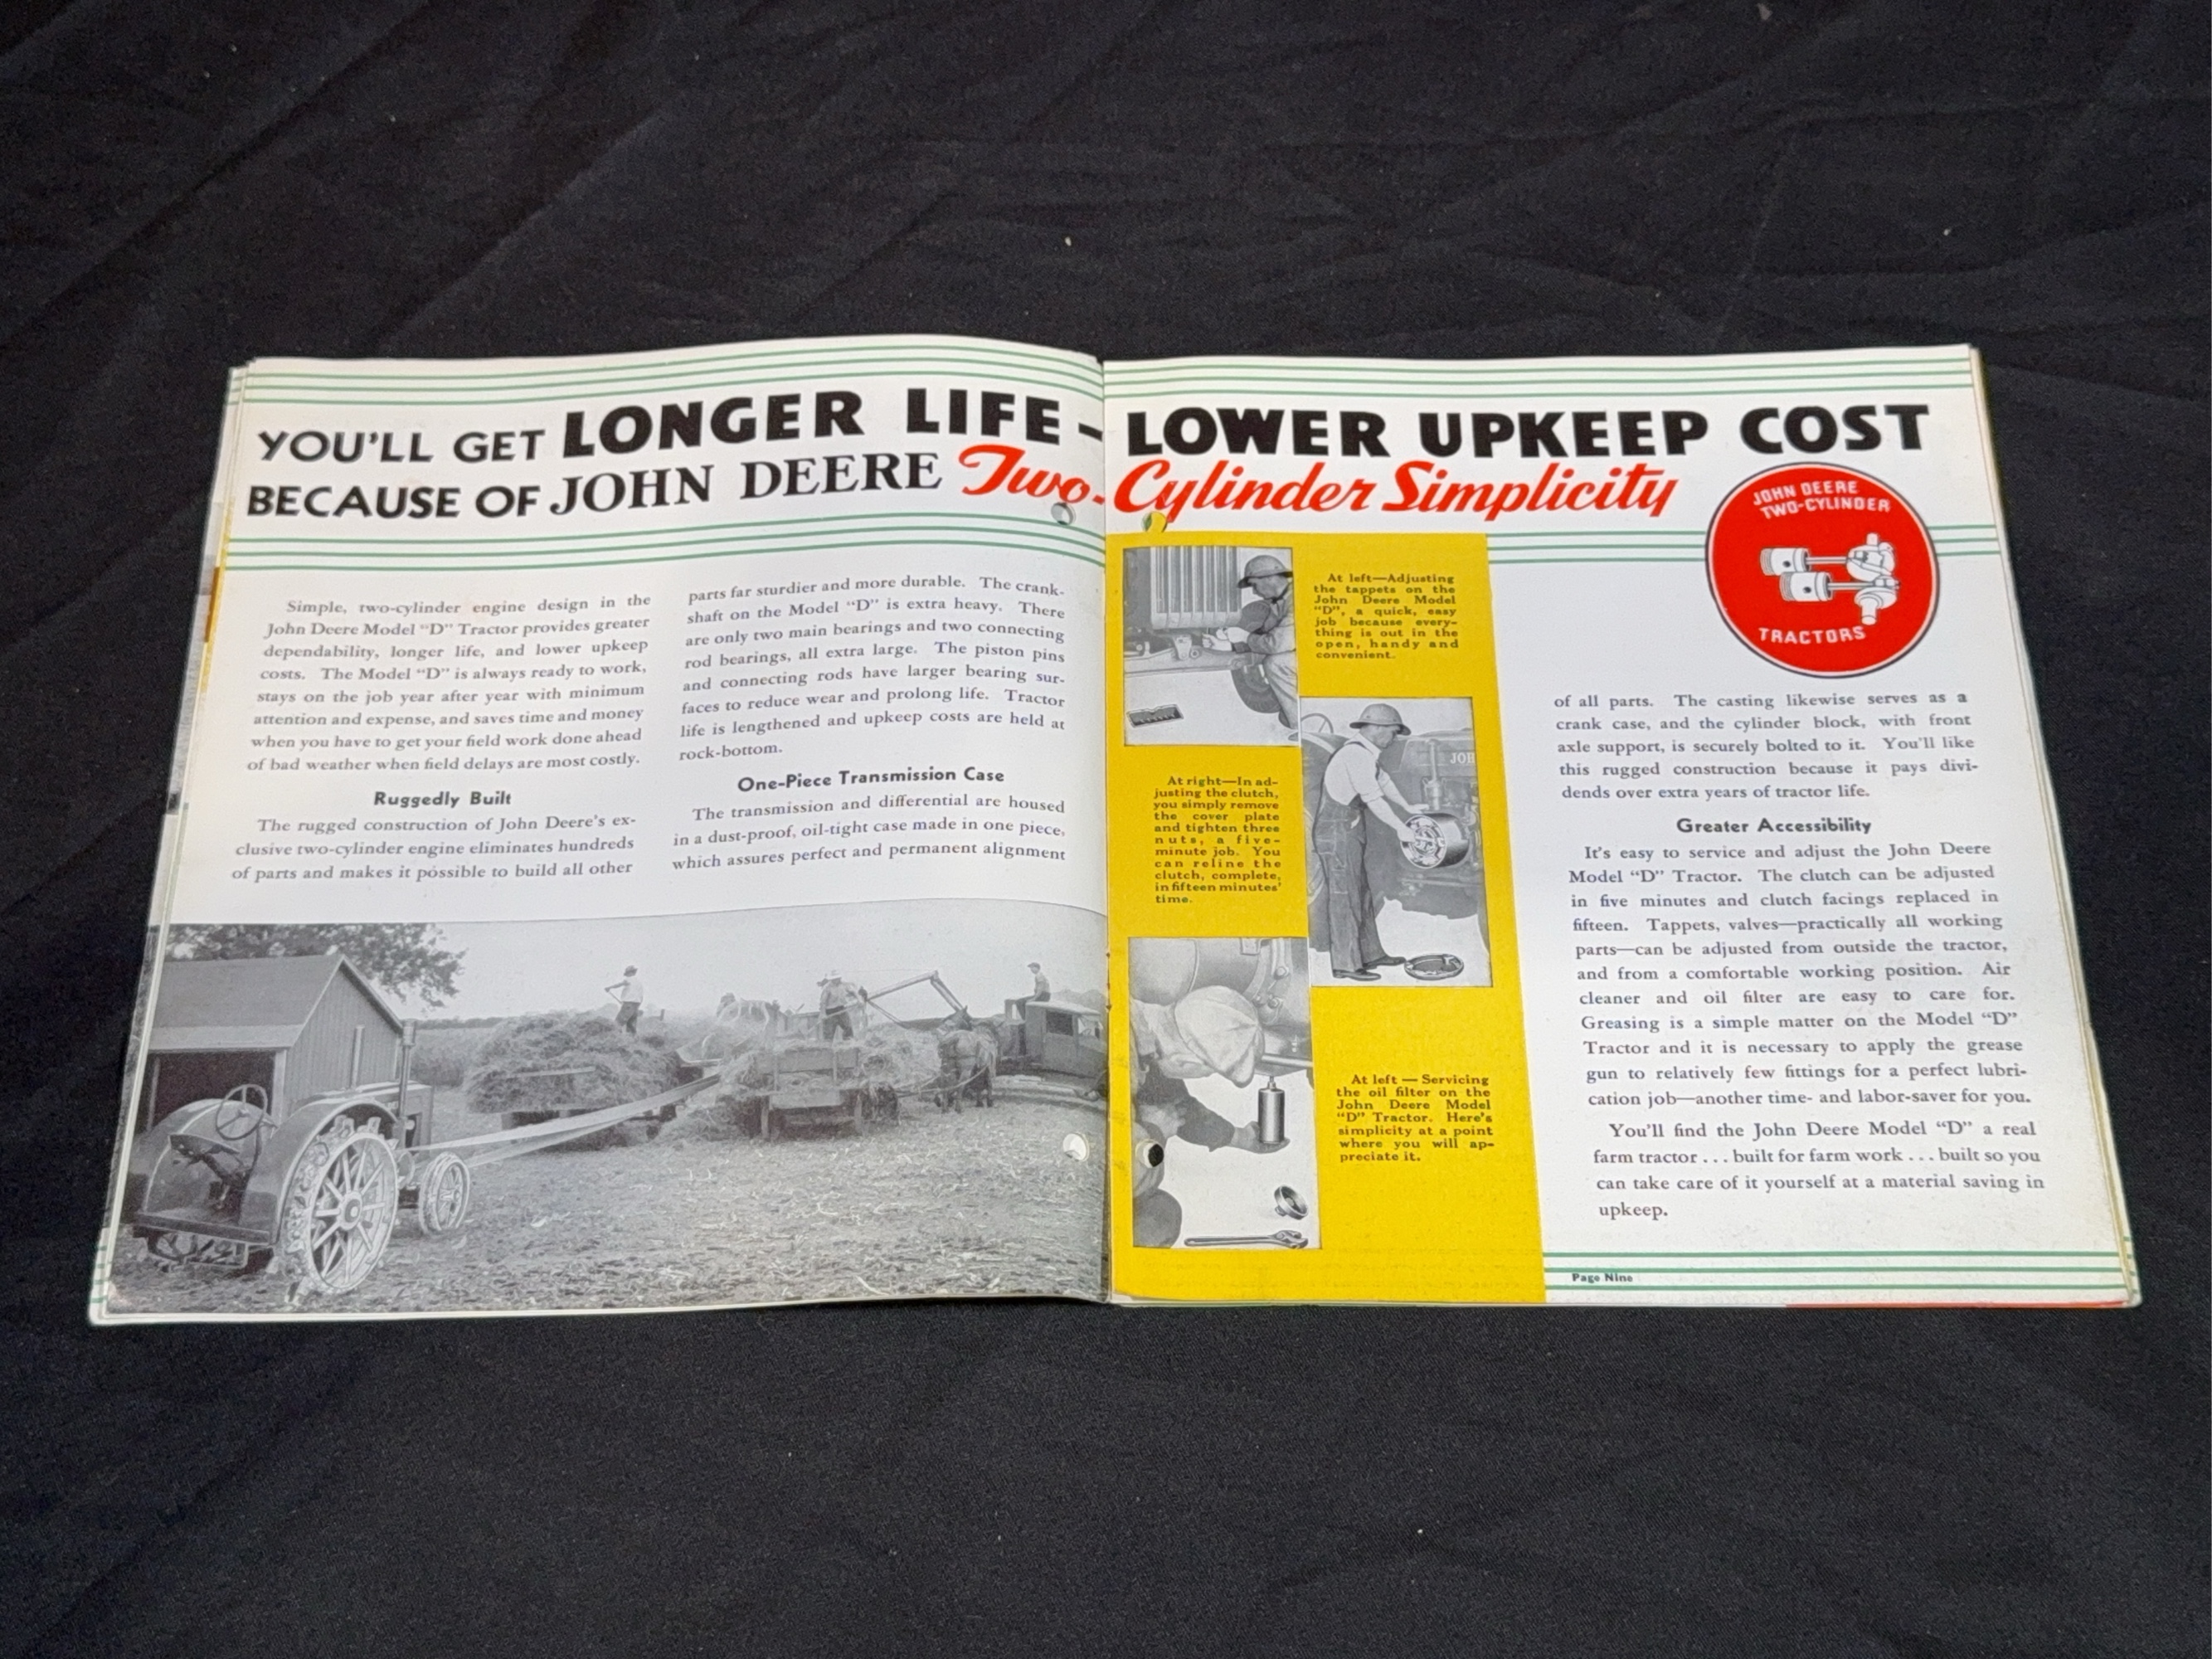 YOU'LL GET LONGER LIFE - LOWER UPKEEP COST
BECAUSE OF JOHN DEERE Two-Cylinder Simplicity
Simple, two-cylinder engine design in the
John Deere Model "D" Tractor provides greater
dependability, longer life, and lower upkeep
costs. The Model "D" is always ready to work,
stays on the job year after year with minimum
attention and expense, and saves time and money
when you have to get your field work done ahead
of bad weather when field delays are most costly.
Ruggedly Built
The rugged construction of John Deere's ex-
clusive two-cylinder engine eliminates hundreds
of parts and makes it possible to build all other
parts far sturdier and more durable. The crank-
shaft on the Model "D" is extra heavy. There
are only two main bearings and two connecting
rod bearings, all extra large. The piston pins
and connecting rods have larger bearing sur-
faces to reduce wear and prolong life. Tractor
life is lengthened and upkeep costs are held at
rock-bottom.
One-Piece Transmission Case
The transmission and differential are housed
in a dust-proof, oil-tight case made in one piece,
which assures perfect and permanent alignment
At left—Adjusting
the tappets on the
John Deere Model
"D", a quick, easy
job because every-
thing is out in the
open, handy and
convenient.
JOH
At right—In ad-
justing the clutch,
you simply remove
the cover plate
and tighten three
nuts, a five-
minute job. You
can reline the
clutch, complete,
in fifteen minutes'
time.
At left — Servicing
the oil filter on the
John Deere Model
"D" Tractor. Here's
simplicity at a point
where you will ap-
preciate it.
JOHN DEERE
TWO-CYLINDER
TRACTORS
of all parts. The casting likewise serves as a
crank case, and the cylinder block, with front
axle support, is securely bolted to it. You'll like
this rugged construction because it pays divi-
dends over extra years of tractor life.
Greater Accessibility
It's easy to service and adjust the John Deere
Model "D" Tractor. The clutch can be adjusted
in five minutes and clutch facings replaced in
fifteen. Tappets, valves—practically all working
parts—can be adjusted from outside the tractor,
and from a comfortable working position. Air
cleaner and oil filter are easy to care for.
Greasing is a simple matter on the Model "D"
Tractor and it is necessary to apply the grease
gun to relatively few fittings for a perfect lubri-
cation job—another time- and labor-saver for you.
You'll find the John Deere Model "D" a real
farm tractor . . . built for farm work . . . built so you
can take care of it yourself at a material saving in
upkeep.
Page Nine